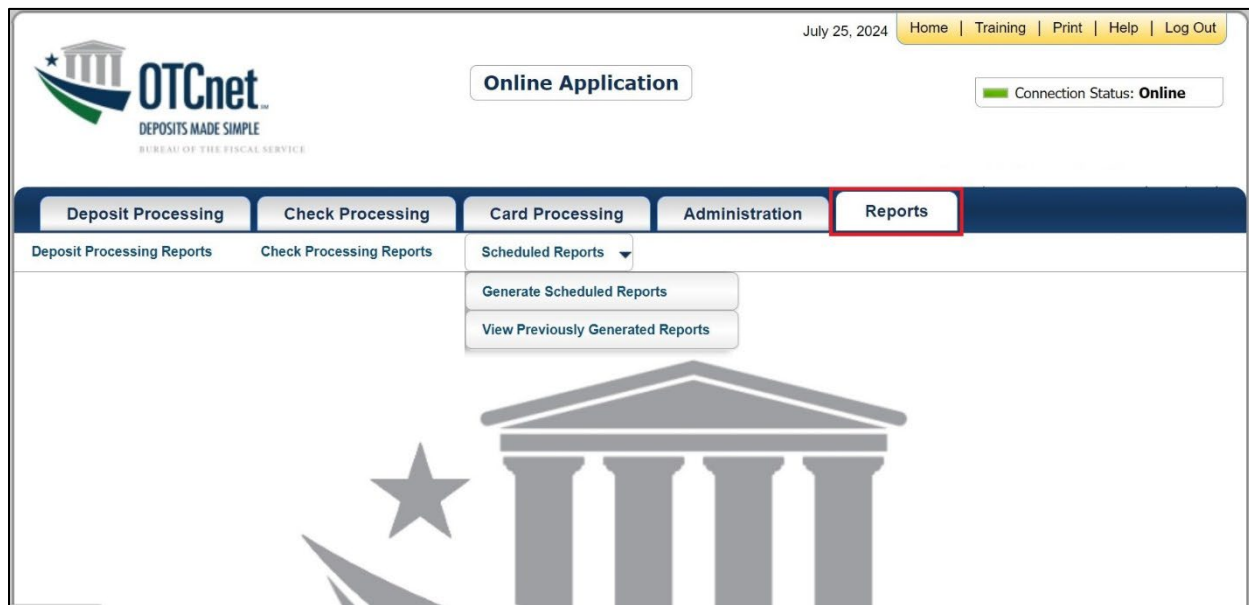 July 25, 2024 Home | Training | Print | Help | Log Out
OTCnet
DEPOSITS MADE SIMPLE
BUREAU OF THE FISCAL SERVICE
Online Application
Connection Status: Online
Deposit Processing Check Processing Card Processing Administration Reports
Deposit Processing Reports Check Processing Reports Scheduled Reports
Generate Scheduled Reports
View Previously Generated Reports